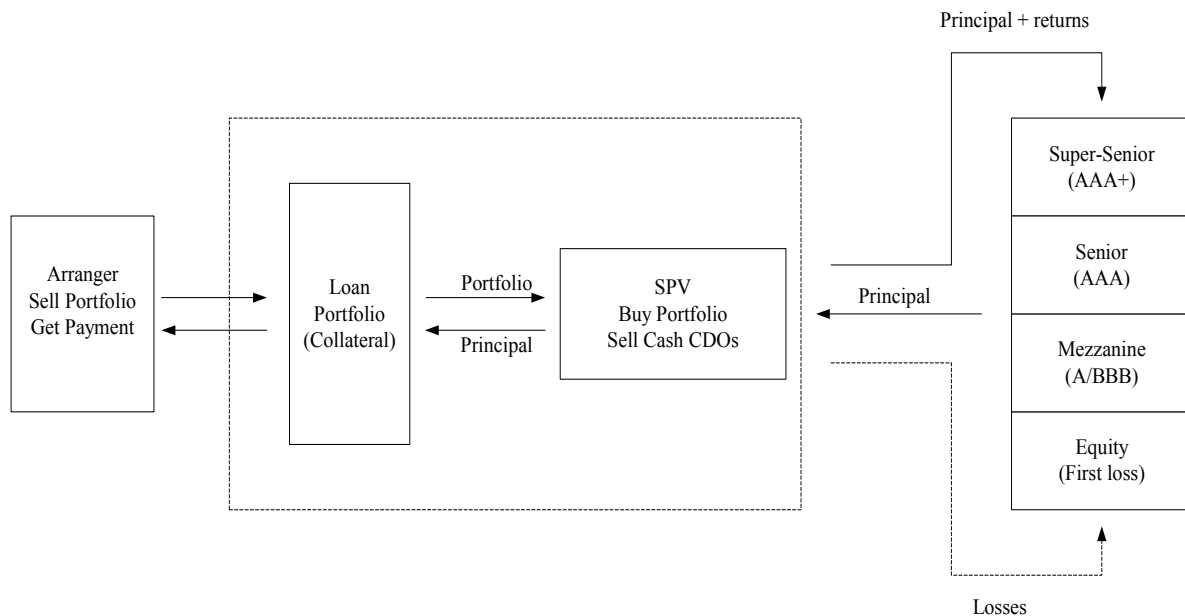 Principal + returns
Arranger
Sell Portfolio
Get Payment
Loan
Portfolio
(Collateral)
Portfolio
Principal
SPV
Buy Portfolio
Sell Cash CDOs
Principal
Super-Senior
(AAA+)
Senior
(AAA)
Mezzanine
(A/BBB)
Equity
(First loss)
Losses